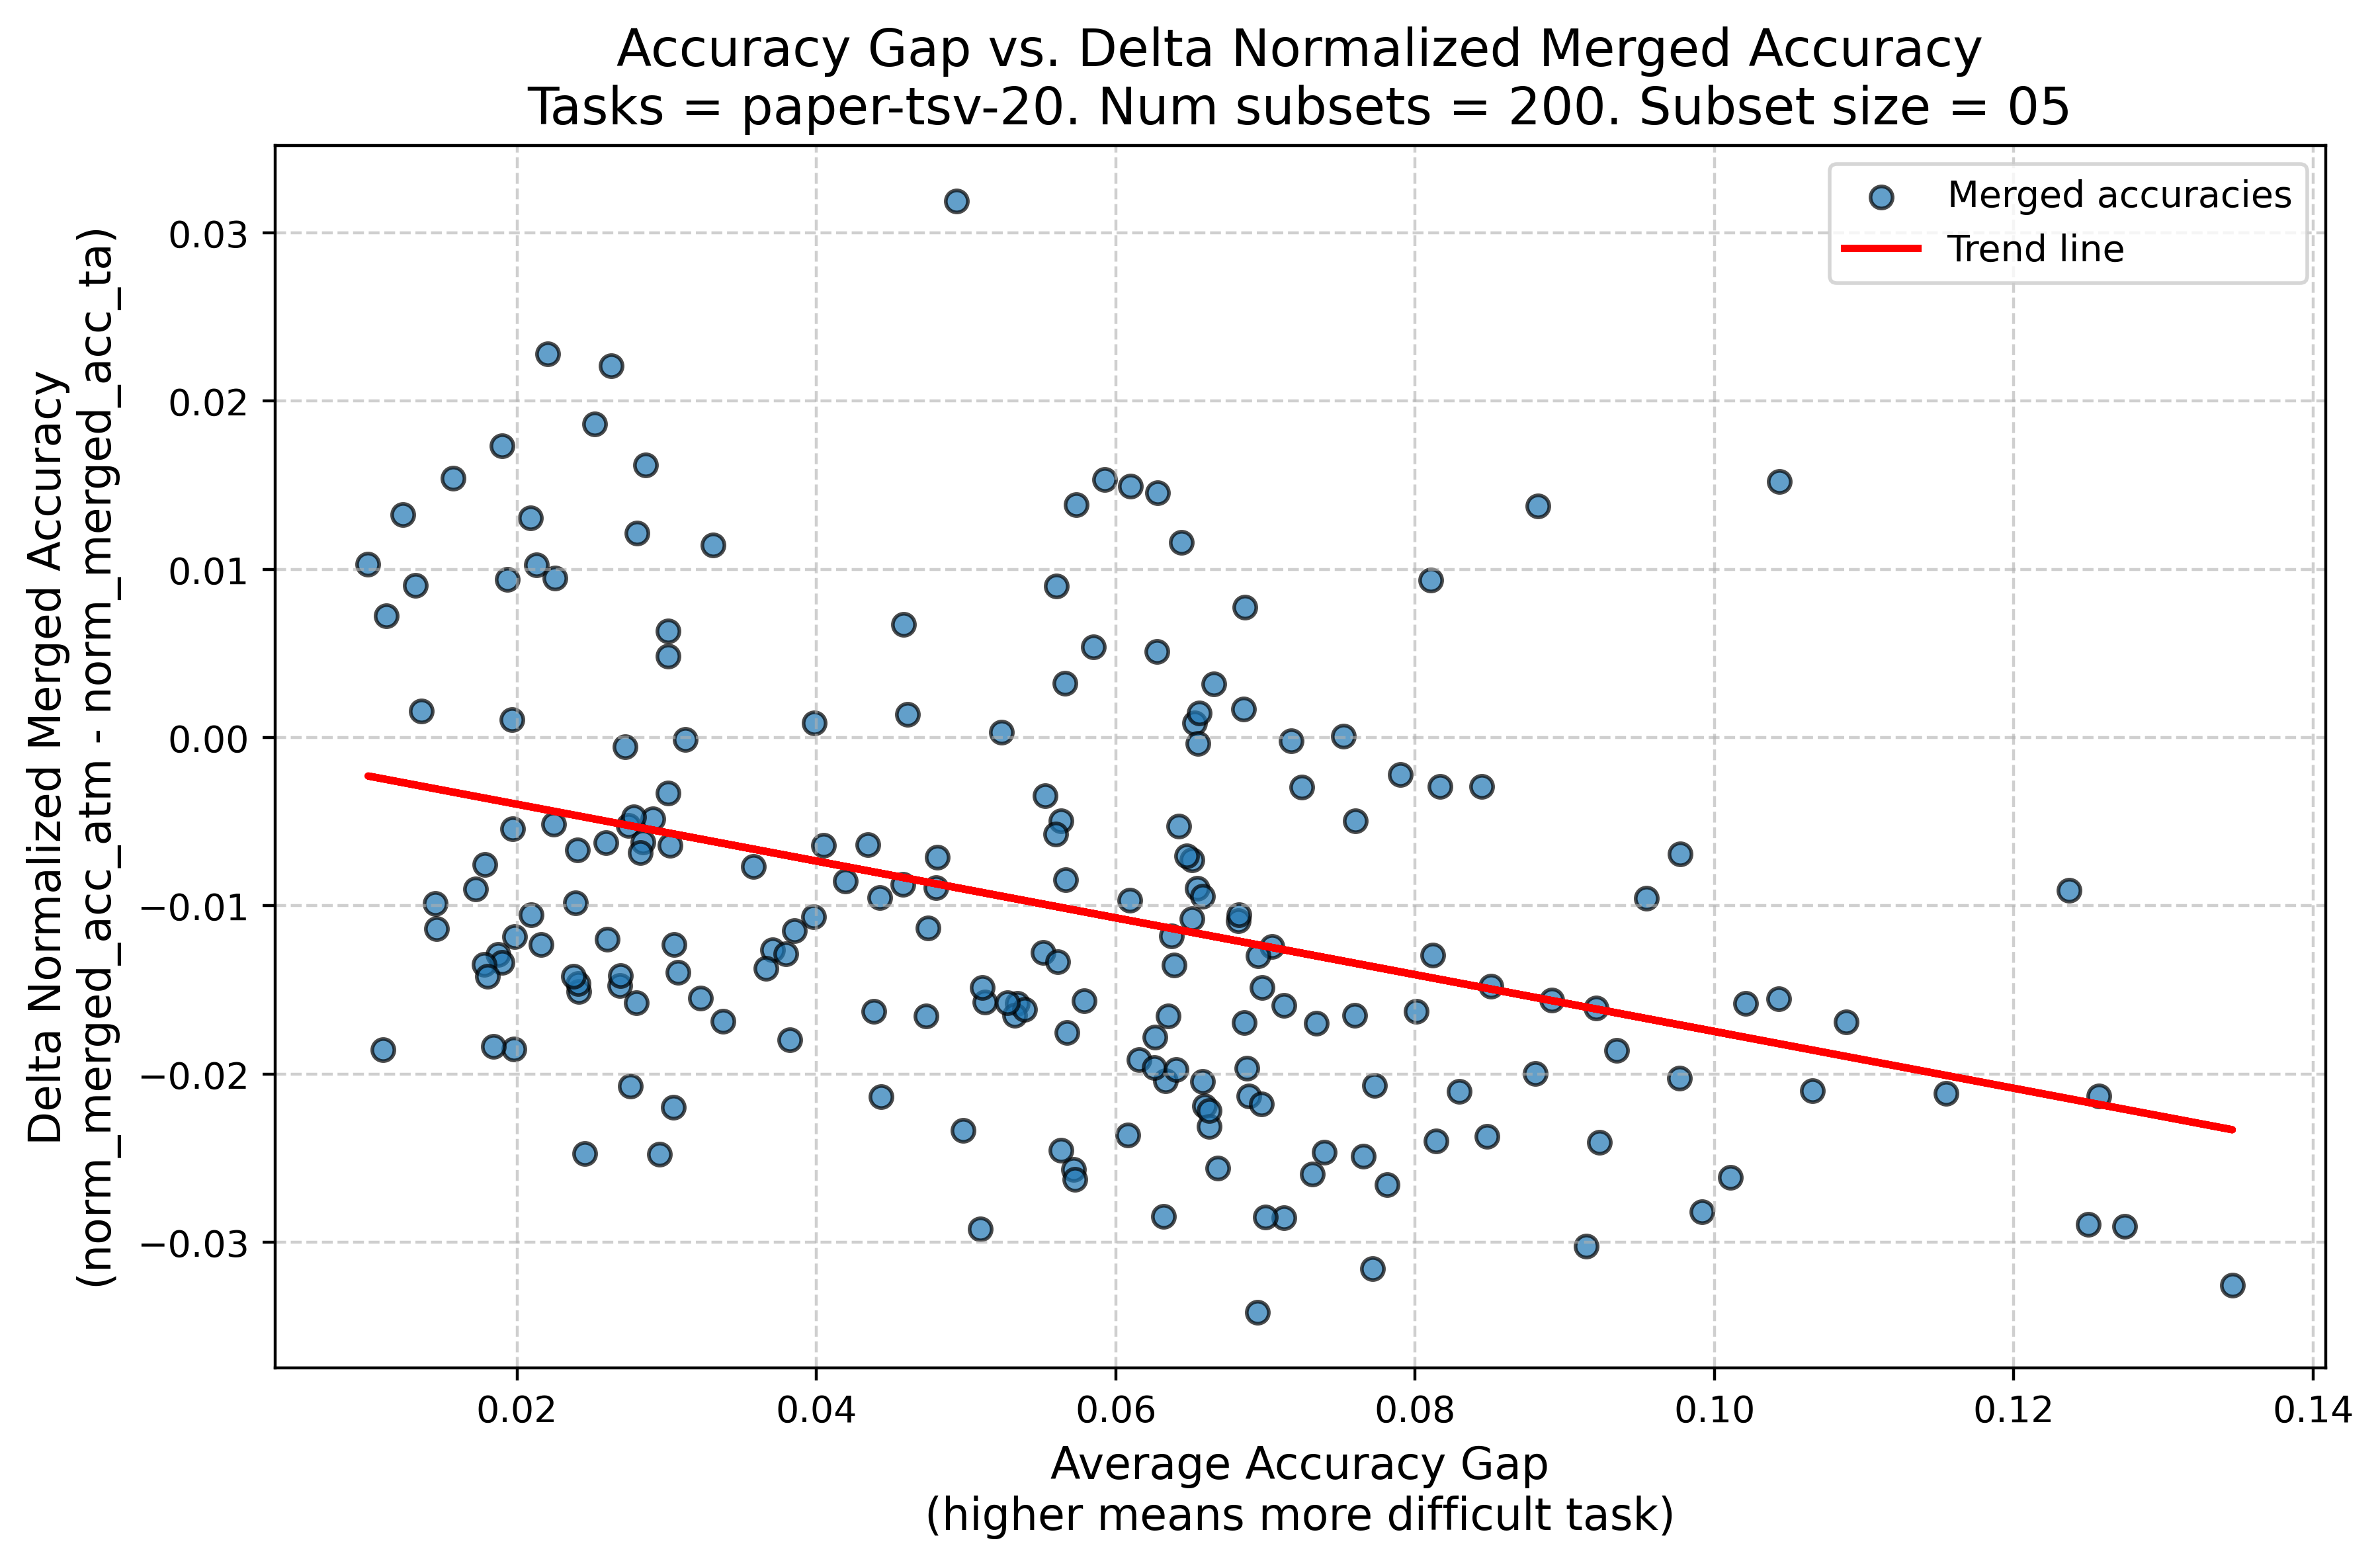 Accuracy Gap vs. Delta Normalized Merged Accuracy
Tasks = paper-tsv-20. Num subsets = 200. Subset size = 05
Merged accuracies
Trend line
Delta Normalized Merged Accuracy
(norm_merged_acc_atm - norm_merged_acc_ta)
0.03
0.02
0.01
0.00
−0.01
−0.02
−0.03
0.02 0.04 0.06 0.08 0.10 0.12 0.14
Average Accuracy Gap
(higher means more difficult task)